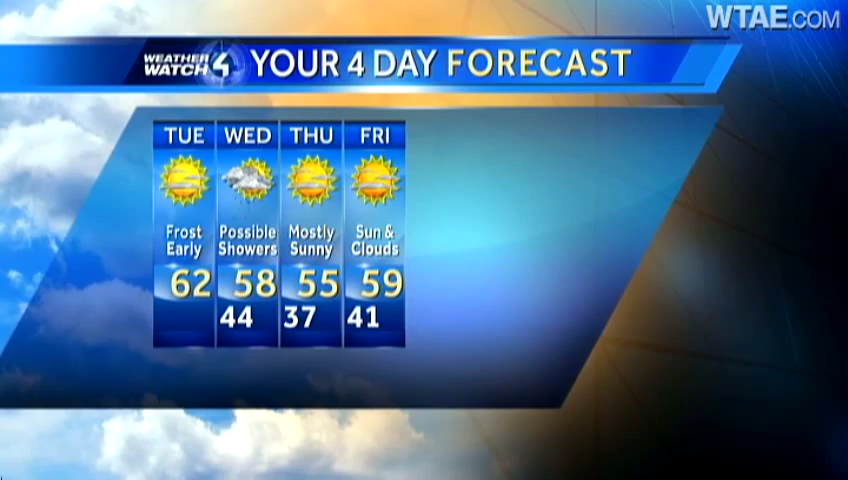 WTAE.COM
WEATHER WATCH 4 YOUR 4 DAY FORECAST
TUE WED THU FRI
Frost Possible Mostly Sun &
Early Showers Sunny Clouds
62 58 55 59
44 37 41